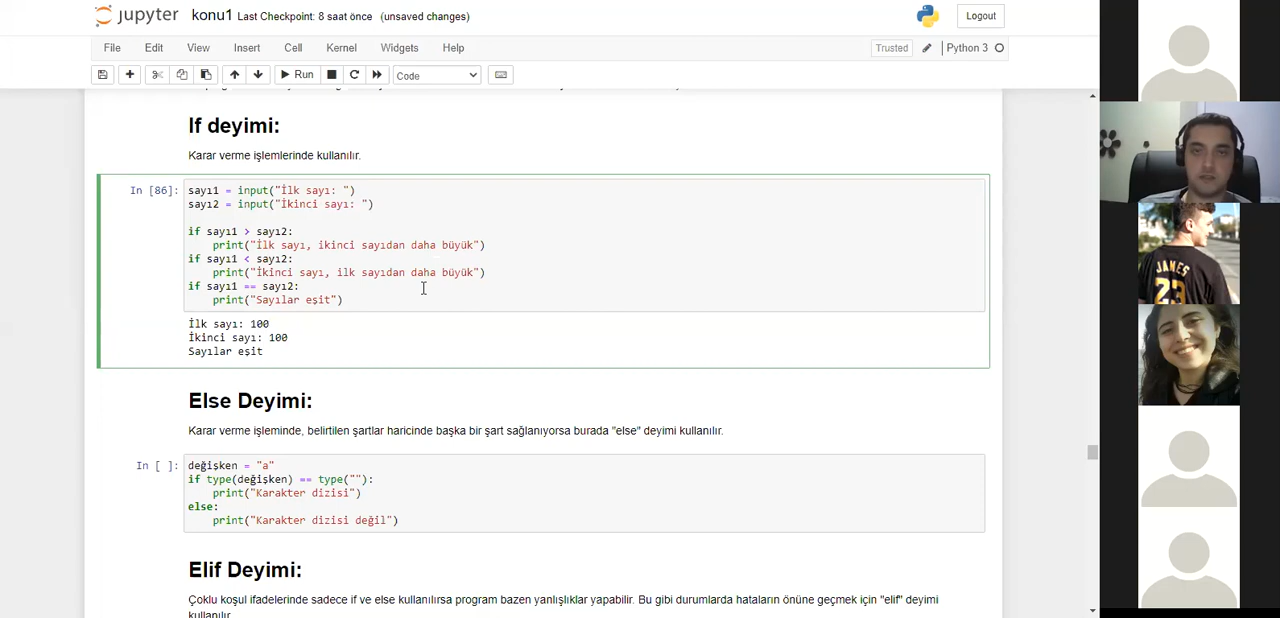 jupyter konu1 Last Checkpoint: 8 saat önce (unsaved changes) Logout
File Edit View Insert Cell Kernel Widgets Help Trusted Python 3
Run Code
If deyimi:
Karar verme işlemlerinde kullanılır.
In [86]: sayı1 = input("İlk sayı: ")
sayı2 = input("İkinci sayı: ")
if sayı1 > sayı2:
print("İlk sayı, ikinci sayıdan daha büyük")
if sayı1 < sayı2:
print("İkinci sayı, ilk sayıdan daha büyük")
if sayı1 == sayı2:
print("Sayılar eşit")
İlk sayı: 100
İkinci sayı: 100
Sayılar eşit
Else Deyimi:
Karar verme işleminde, belirtilen şartlar haricinde başka bir şart sağlanıyorsa burada "else" deyimi kullanılır.
In [ ]: değişken = "a"
if type(değişken) == type(""):
print("Karakter dizisi")
else:
print("Karakter dizisi değil")
Elif Deyimi:
Çoklu koşul ifadelerinde sadece if ve else kullanılırsa program bazen yanlışlıklar yapabilir. Bu gibi durumlarda hataların önüne geçmek için "elif" deyimi
kullanılır.
JAMES
23